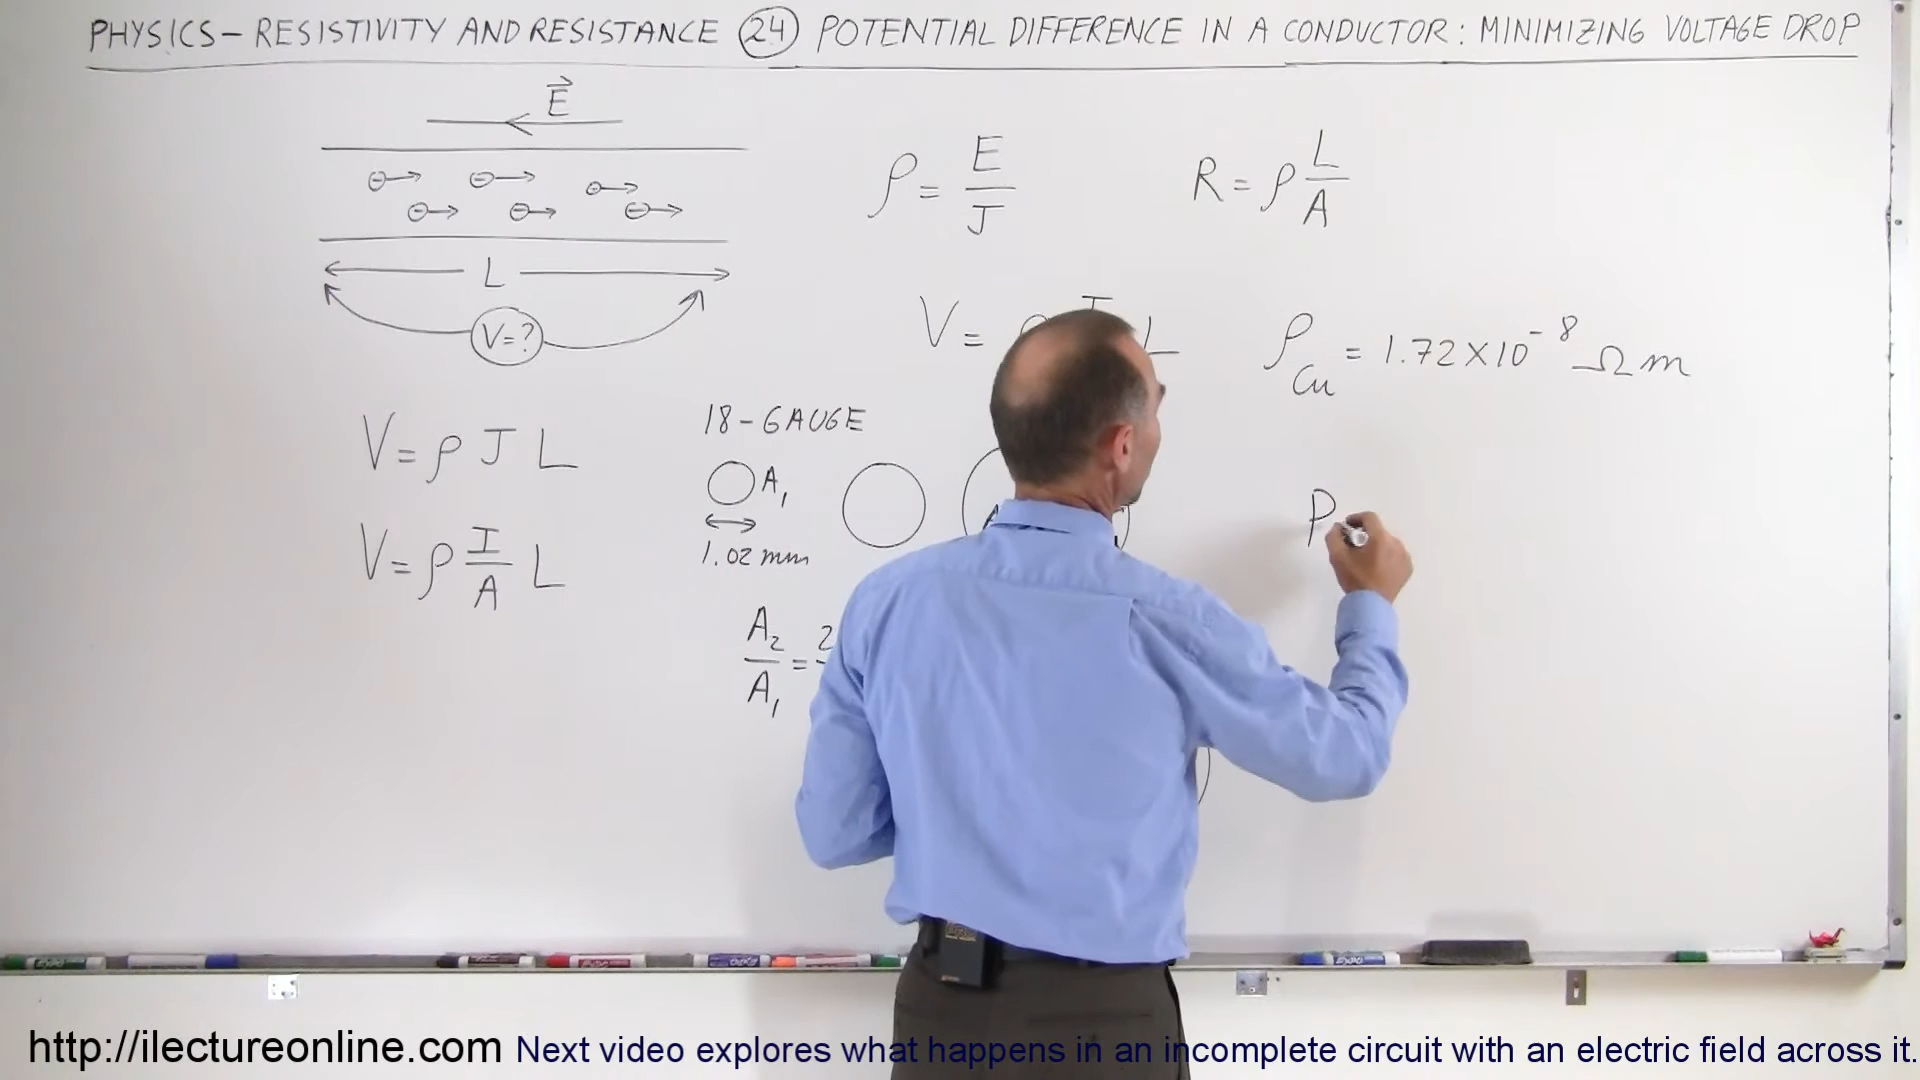 PHYSICS – RESISTIVITY AND RESISTANCE 24 POTENTIAL DIFFERENCE IN A CONDUCTOR: MINIMIZING VOLTAGE DROP
E⃗
L
V=?
ρ = E/J
R = ρ L/A
V =
L
ρCu = 1.72×10⁻⁸ Ωm
V = ρ J L
V = ρ I/A L
18-GAUGE
A₁
1.02 mm
P
A₂/A₁ = 2
http://ilectureonline.com Next video explores what happens in an incomplete circuit with an electric field across it.